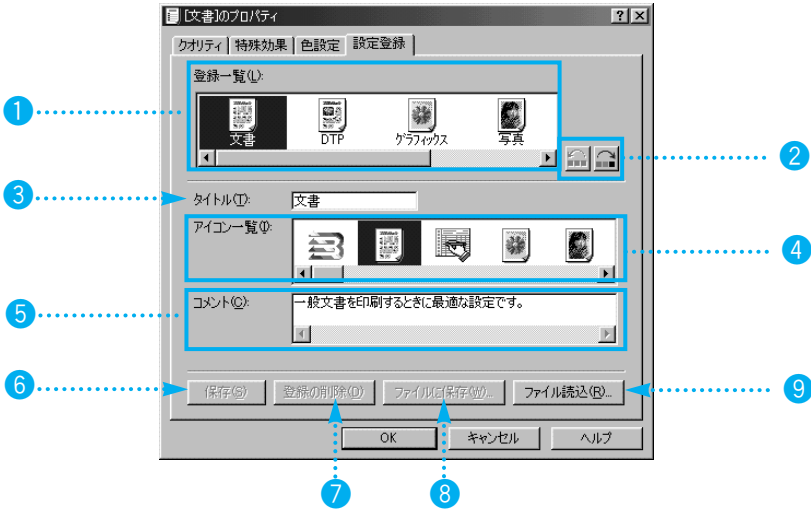 [文書]のプロパティ
クオリティ 特殊効果 色設定 設定登録
登録一覧(L):
文書 DTP グラフィックス 写真
1
2
3
タイトル(T): 文書
アイコン一覧(I):
4
5
コメント(C): 一般文書を印刷するときに最適な設定です。
6
保存(S) 登録の削除(D) ファイルに保存(W)... ファイル読込(R)...
9
OK キャンセル ヘルプ
7 8